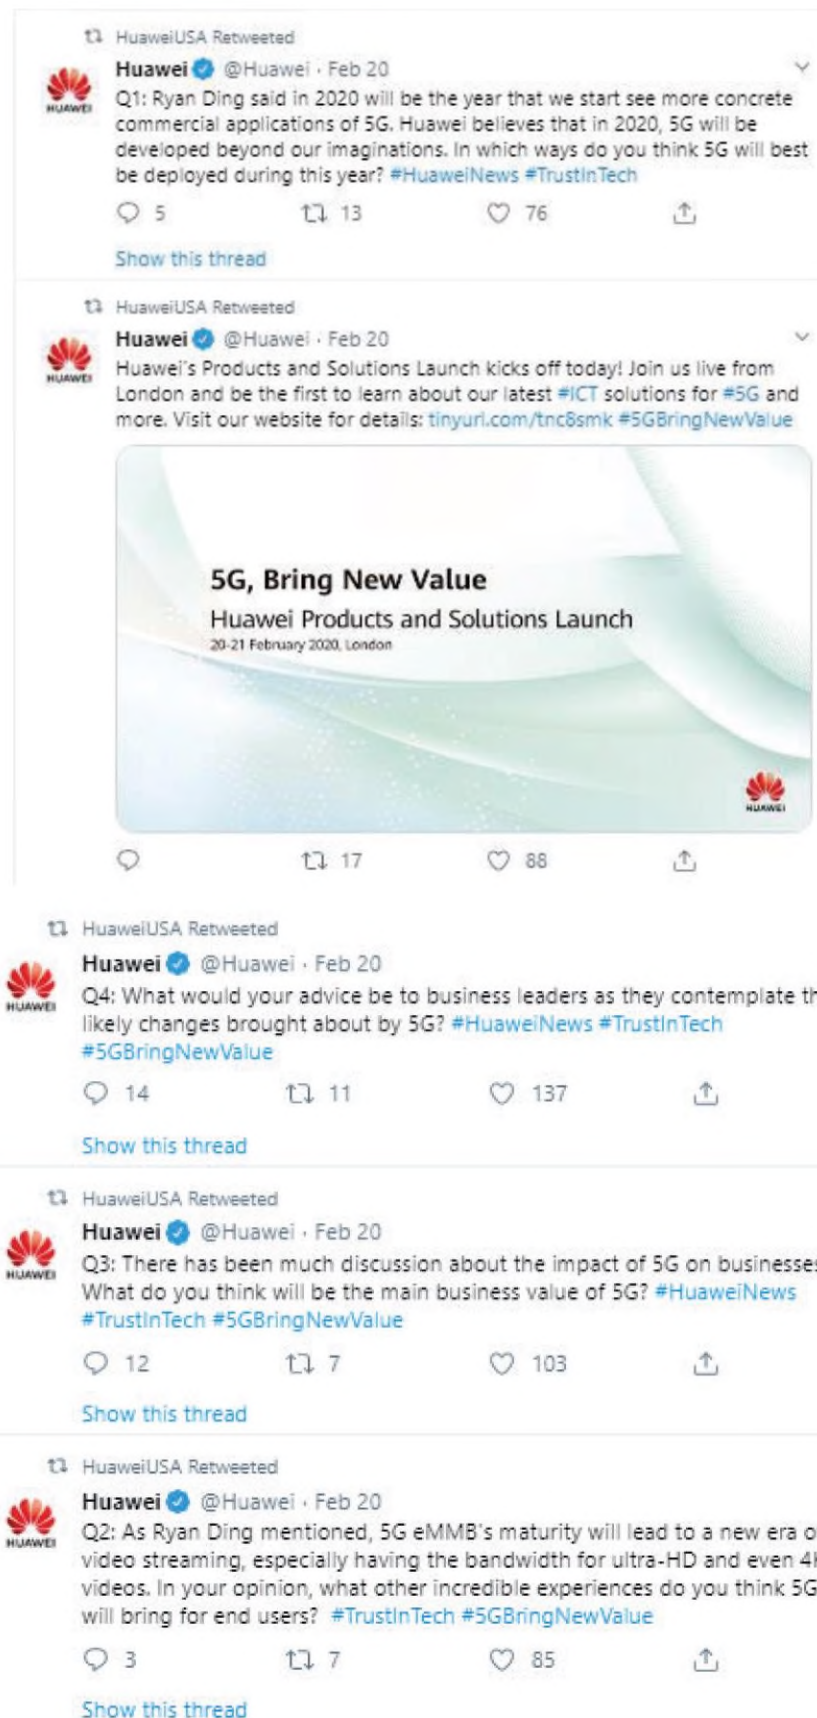 HuaweiUSA Retweeted
Huawei @Huawei · Feb 20
HUAWEI
Q1: Ryan Ding said in 2020 will be the year that we start see more concrete
commercial applications of 5G. Huawei believes that in 2020, 5G will be
developed beyond our imaginations. In which ways do you think 5G will best
be deployed during this year? #HuaweiNews #TrustInTech
5 13 76
Show this thread
HuaweiUSA Retweeted
Huawei @Huawei · Feb 20
HUAWEI
Huawei's Products and Solutions Launch kicks off today! Join us live from
London and be the first to learn about our latest #ICT solutions for #5G and
more. Visit our website for details: tinyurl.com/tnc8smk #5GBringNewValue
5G, Bring New Value
Huawei Products and Solutions Launch
20-21 February 2020, London
HUAWEI
17 88
HuaweiUSA Retweeted
Huawei @Huawei · Feb 20
HUAWEI
Q4: What would your advice be to business leaders as they contemplate th
likely changes brought about by 5G? #HuaweiNews #TrustInTech
#5GBringNewValue
14 11 137
Show this thread
HuaweiUSA Retweeted
Huawei @Huawei · Feb 20
HUAWEI
Q3: There has been much discussion about the impact of 5G on businesses
What do you think will be the main business value of 5G? #HuaweiNews
#TrustInTech #5GBringNewValue
12 7 103
Show this thread
HuaweiUSA Retweeted
Huawei @Huawei · Feb 20
HUAWEI
Q2: As Ryan Ding mentioned, 5G eMMB's maturity will lead to a new era o
video streaming, especially having the bandwidth for ultra-HD and even 4K
videos. In your opinion, what other incredible experiences do you think 5G
will bring for end users? #TrustInTech #5GBringNewValue
3 7 85
Show this thread